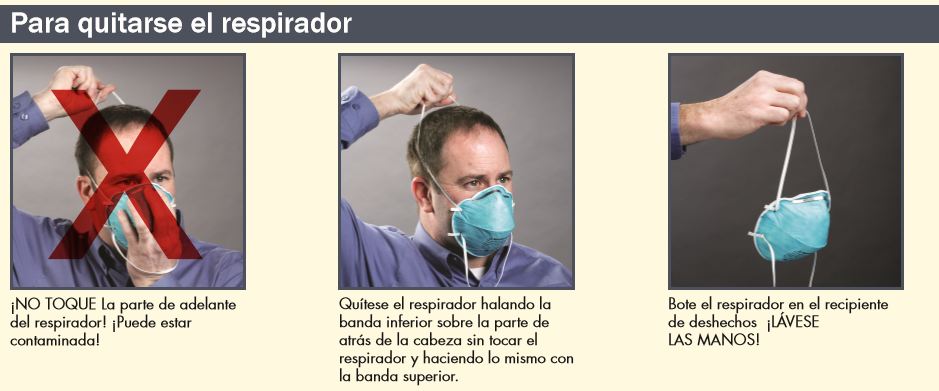 Para quitarse el respirador
¡NO TOQUE La parte de adelante
del respirador! ¡Puede estar
contaminada!
Quítese el respirador halando la
banda inferior sobre la parte de
atrás de la cabeza sin tocar el
respirador y haciendo lo mismo con
la banda superior.
Bote el respirador en el recipiente
de deshechos ¡LÁVESE
LAS MANOS!